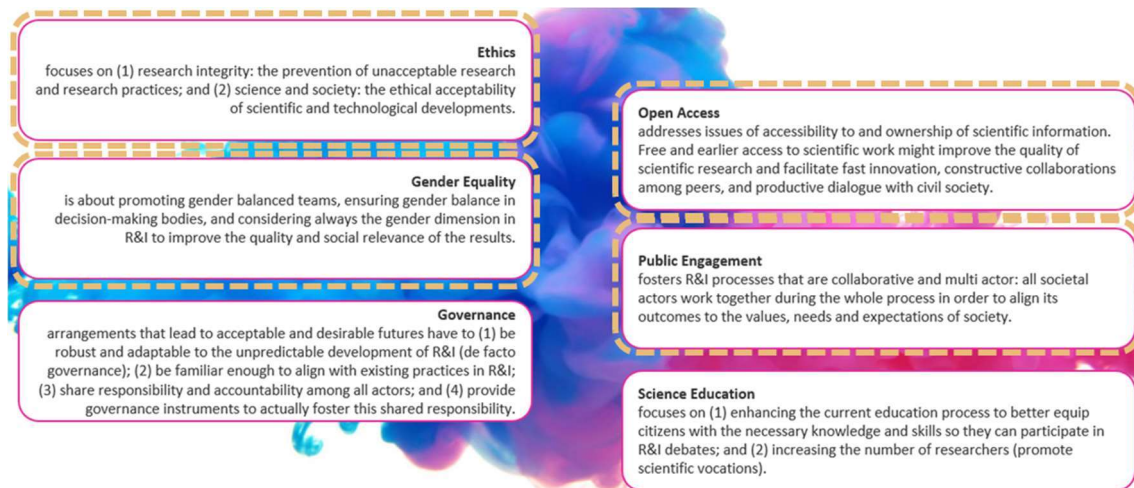 Ethics
focuses on (1) research integrity: the prevention of unacceptable research
and research practices; and (2) science and society: the ethical acceptability
of scientific and technological developments.
Gender Equality
is about promoting gender balanced teams, ensuring gender balance in
decision-making bodies, and considering always the gender dimension in
R&I to improve the quality and social relevance of the results.
Governance
arrangements that lead to acceptable and desirable futures have to (1) be
robust and adaptable to the unpredictable development of R&I (de facto
governance); (2) be familiar enough to align with existing practices in R&I;
(3) share responsibility and accountability among all actors; and (4) provide
governance instruments to actually foster this shared responsibility.
Open Access
addresses issues of accessibility to and ownership of scientific information.
Free and earlier access to scientific work might improve the quality of
scientific research and facilitate fast innovation, constructive collaborations
among peers, and productive dialogue with civil society.
Public Engagement
fosters R&I processes that are collaborative and multi actor: all societal
actors work together during the whole process in order to align its
outcomes to the values, needs and expectations of society.
Science Education
focuses on (1) enhancing the current education process to better equip
citizens with the necessary knowledge and skills so they can participate in
R&I debates; and (2) increasing the number of researchers (promote
scientific vocations).